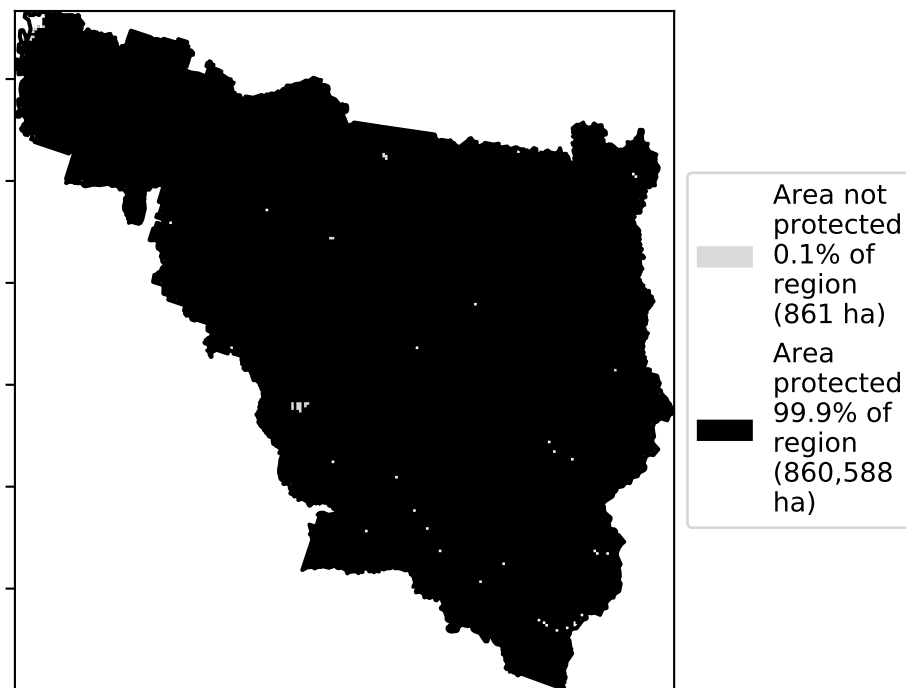 Area not
protected
0.1% of
region
(861 ha)
Area
protected
99.9% of
region
(860,588
ha)